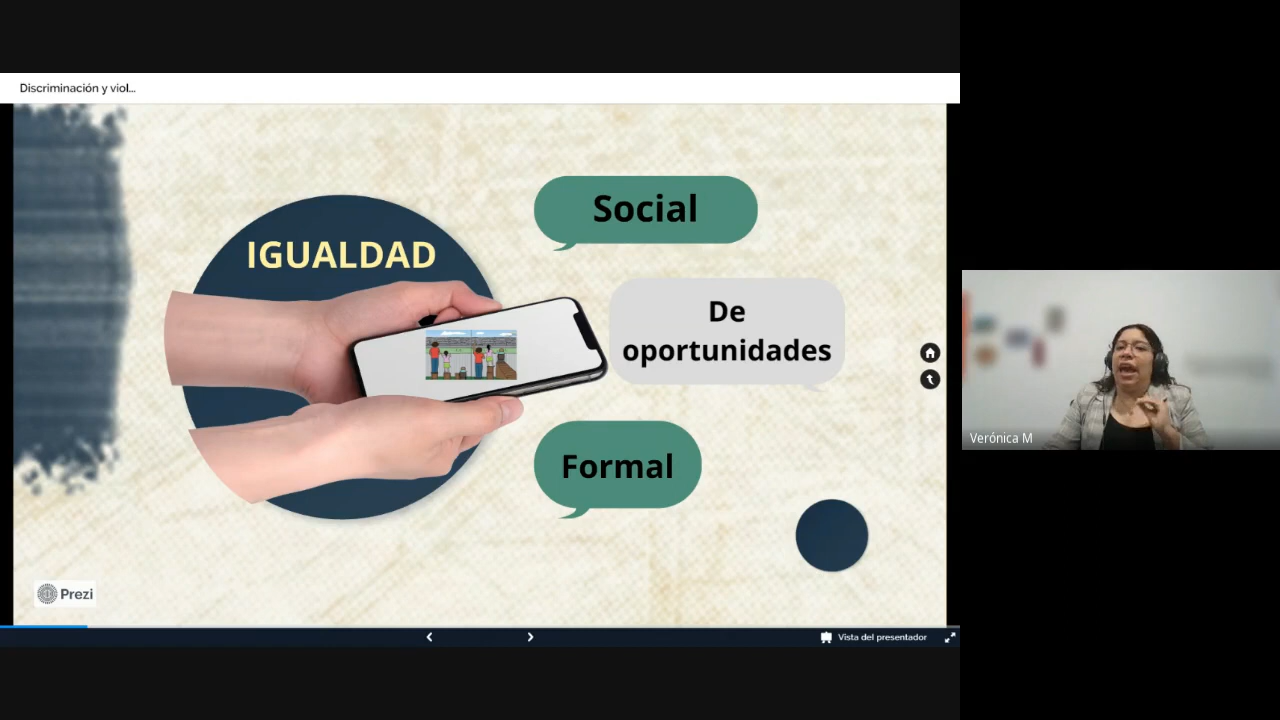 Discriminación y viol...
IGUALDAD
Social
De
oportunidades
Formal
Prezi
Vista del presentador
Verónica M